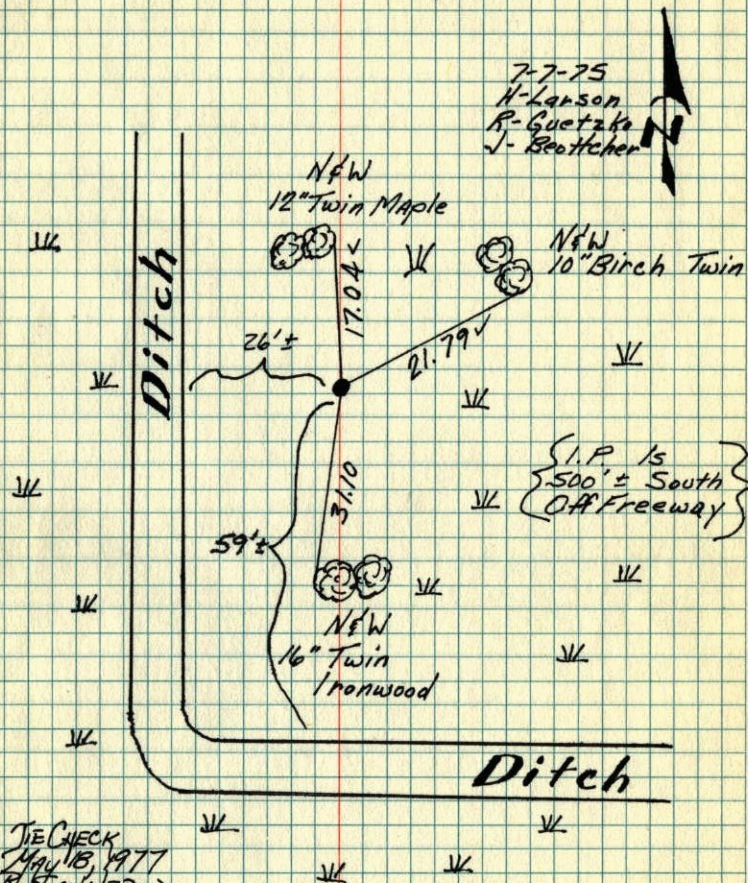 7-7-75
H-Larson
R-Guetzko
J-Beottcher
N
N&W
12" Twin Maple
N&W
10" Birch Twin
Ditch
17.04 ✓
26'±
21.79 ✓
{I.P Is
500'± South
Off Freeway}
31.10
59'±
N&W
16" Twin
Ironwood
Ditch
TIE CHECK
MAY 18, 1977